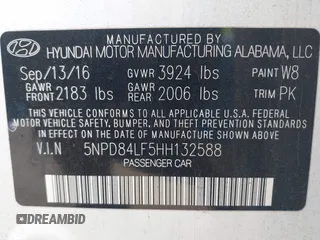 HYUNDAI MOTOR MANUFACTURING ALABAMA, LLC
Sep/13/16 GVWR 3924 lbs PAINT W8
GAWR FRONT 2183 lbs GAWR REAR 2006 lbs TRIM PK
THIS VEHICLE CONFORMS TO ALL APPLICABLE U.S. FEDERAL
MOTOR VEHICLE SAFETY, BUMPER, AND THEFT PREVENTION
STANDARDS IN EFFECT ON THE DATE OF MANUFACTURE SHOWN ABOVE.
V.I.N 5NPD84LF5HH132588
PASSENGER CAR
DREAMBID